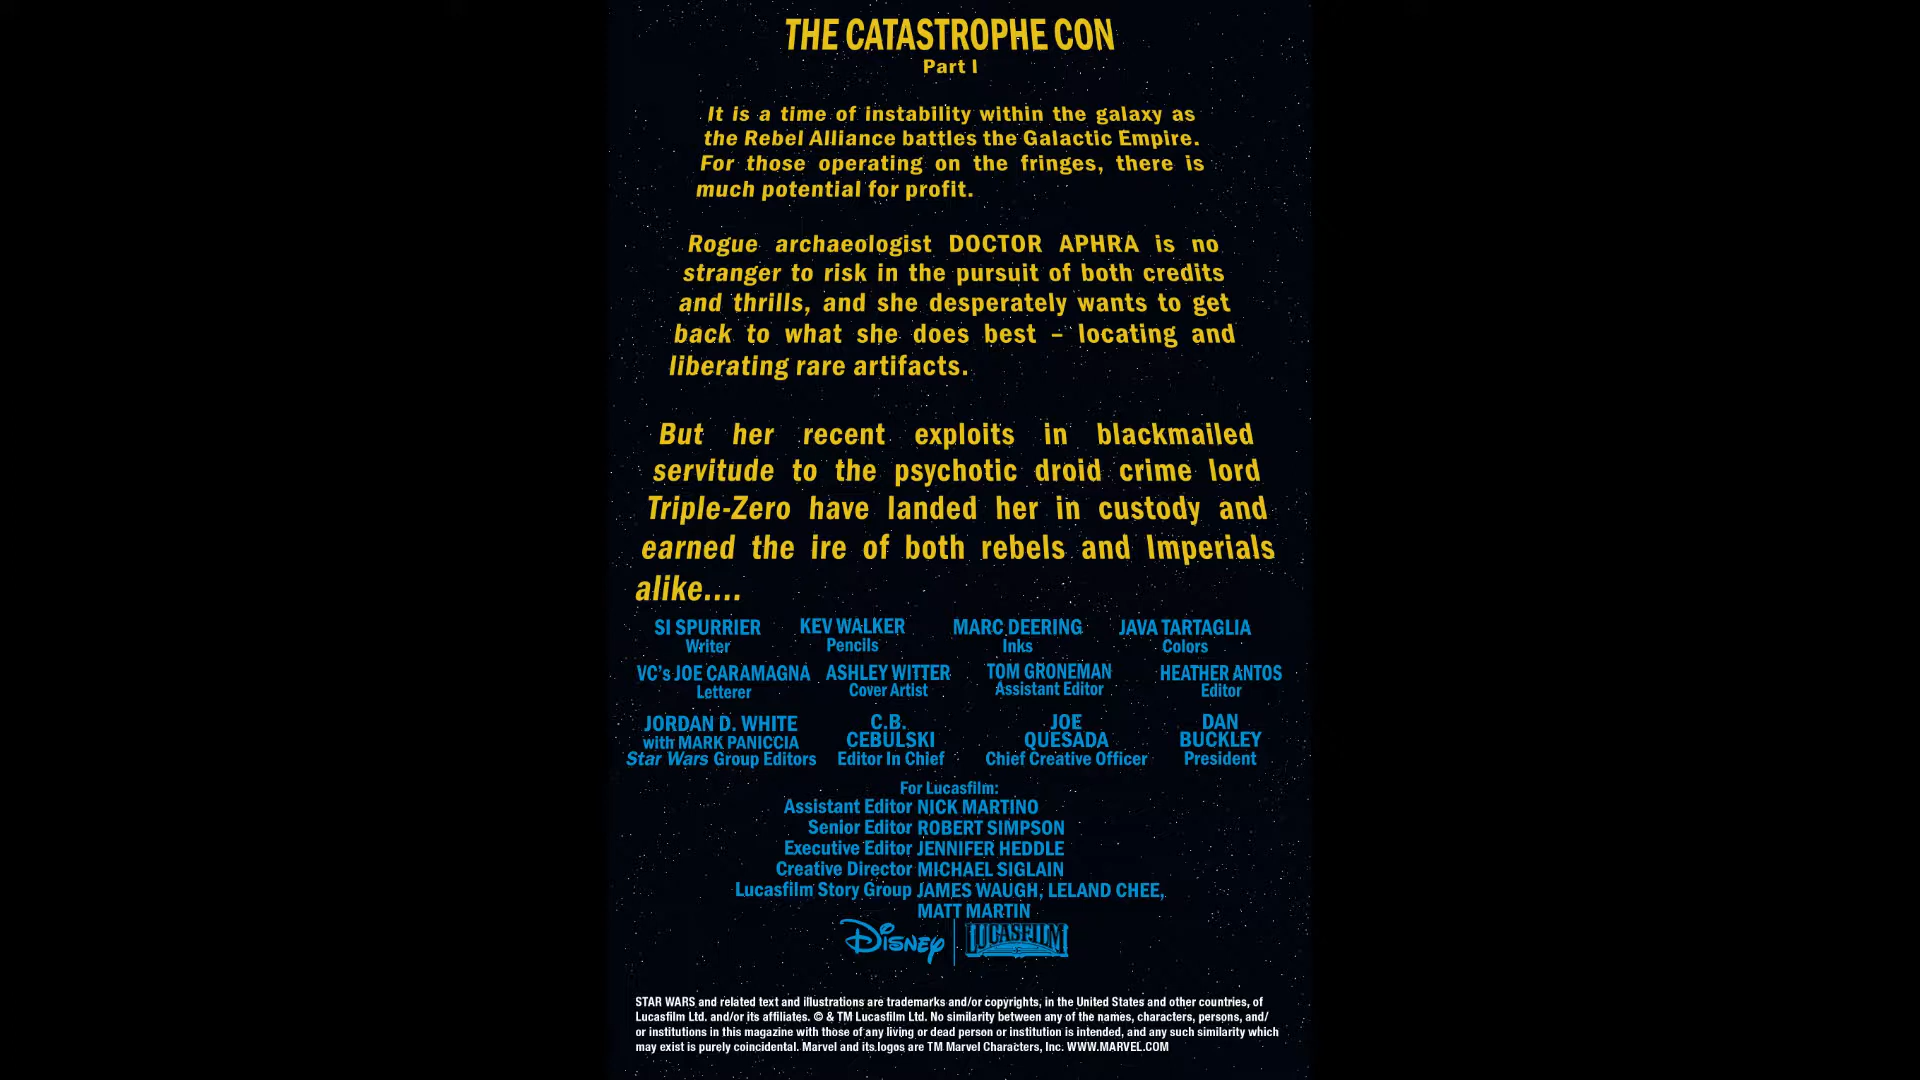 THE CATASTROPHE CON
Part I
It is a time of instability within the galaxy as
the Rebel Alliance battles the Galactic Empire.
For those operating on the fringes, there is
much potential for profit.
Rogue archaeologist DOCTOR APHRA is no
stranger to risk in the pursuit of both credits
and thrills, and she desperately wants to get
back to what she does best – locating and
liberating rare artifacts.
But her recent exploits in blackmailed
servitude to the psychotic droid crime lord
Triple-Zero have landed her in custody and
earned the ire of both rebels and Imperials
alike....
SI SPURRIER KEV WALKER MARC DEERING JAVA TARTAGLIA
Writer Pencils Inks Colors
VC's JOE CARAMAGNA ASHLEY WITTER TOM GRONEMAN HEATHER ANTOS
Letterer Cover Artist Assistant Editor Editor
JORDAN D. WHITE C.B. JOE DAN
with MARK PANICCIA CEBULSKI QUESADA BUCKLEY
Star Wars Group Editors Editor In Chief Chief Creative Officer President
For Lucasfilm:
Assistant Editor NICK MARTINO
Senior Editor ROBERT SIMPSON
Executive Editor JENNIFER HEDDLE
Creative Director MICHAEL SIGLAIN
Lucasfilm Story Group JAMES WAUGH, LELAND CHEE,
MATT MARTIN
Disney LUCASFILM
STAR WARS and related text and illustrations are trademarks and/or copyrights, in the United States and other countries, of
Lucasfilm Ltd. and/or its affiliates. © & TM Lucasfilm Ltd. No similarity between any of the names, characters, persons, and/
or institutions in this magazine with those of any living or dead person or institution is intended, and any such similarity which
may exist is purely coincidental. Marvel and its logos are TM Marvel Characters, Inc. WWW.MARVEL.COM